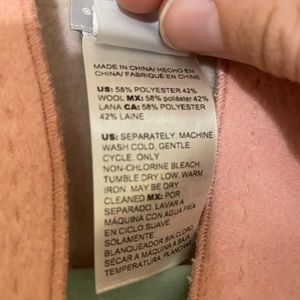 MADE IN CHINA/ HECHO EN
CHINA/ FABRIQUÉ EN CHINE
US: 58% POLYESTER 42%
WOOL MX: 58% poliéster 42%
LANA CA: 58% POLYESTER
42% LAINE
US: SEPARATELY. MACHINE
WASH COLD, GENTLE
CYCLE. ONLY
NON-CHLORINE BLEACH.
TUMBLE DRY LOW. WARM
IRON. MAY BE DRY
CLEANED MX: POR
SEPARADO. LAVAR A
MÁQUINA CON AGUA FRÍA
EN CICLO SUAVE.
SOLAMENTE
BLANQUEADOR SIN CLORO.
SECAR A MÁQUINA A BAJA
TEMPERATURA. PLANCHAR